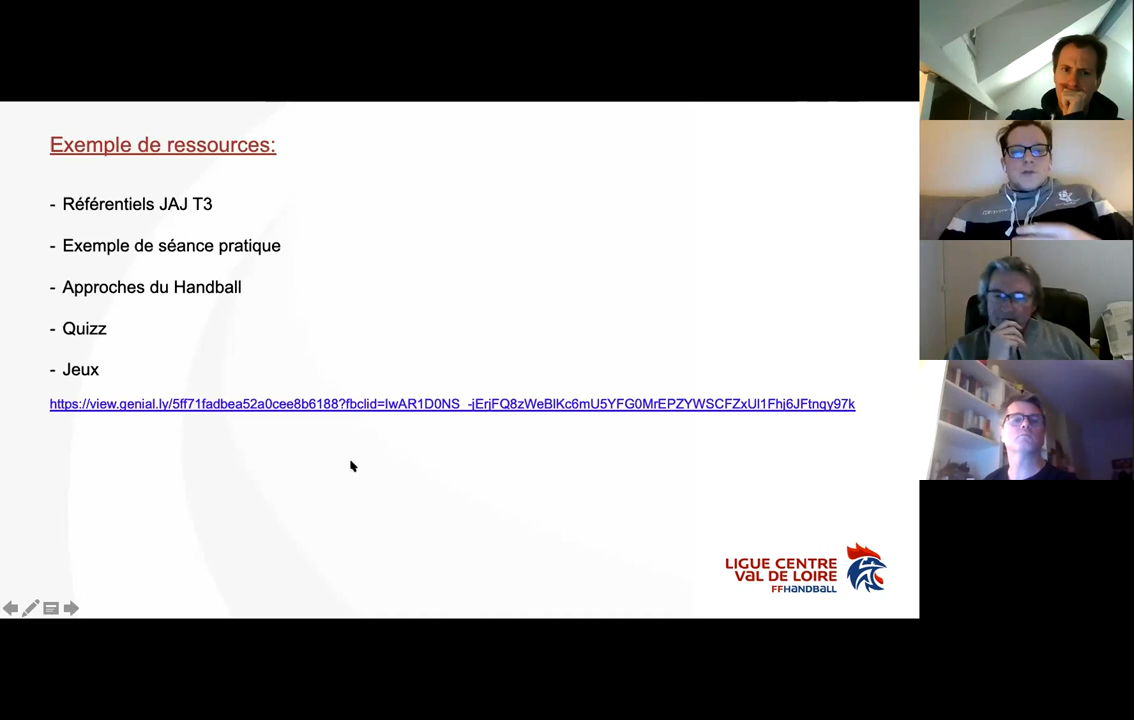 Exemple de ressources:
- Référentiels JAJ T3
- Exemple de séance pratique
- Approches du Handball
- Quizz
- Jeux
https://view.genial.ly/5ff71fadbea52a0cee8b6188?fbclid=IwAR1D0NS_-jErjFQ8zWeBlKc6mU5YFG0MrEPZYWSCFZxUl1Fhj6JFtnqy97k
LIGUE CENTRE
VAL DE LOIRE
FFHANDBALL